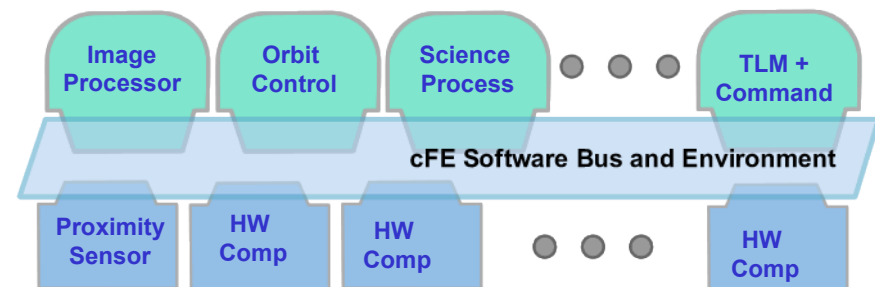 Image
Processor
Orbit
Control
Science
Process
TLM +
Command
cFE Software Bus and Environment
Proximity
Sensor
HW
Comp
HW
Comp
HW
Comp